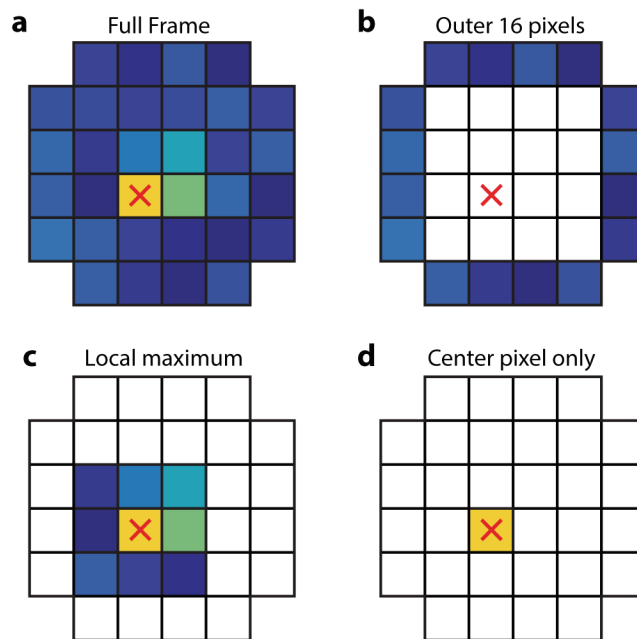 a Full Frame
b Outer 16 pixels
c Local maximum
d Center pixel only